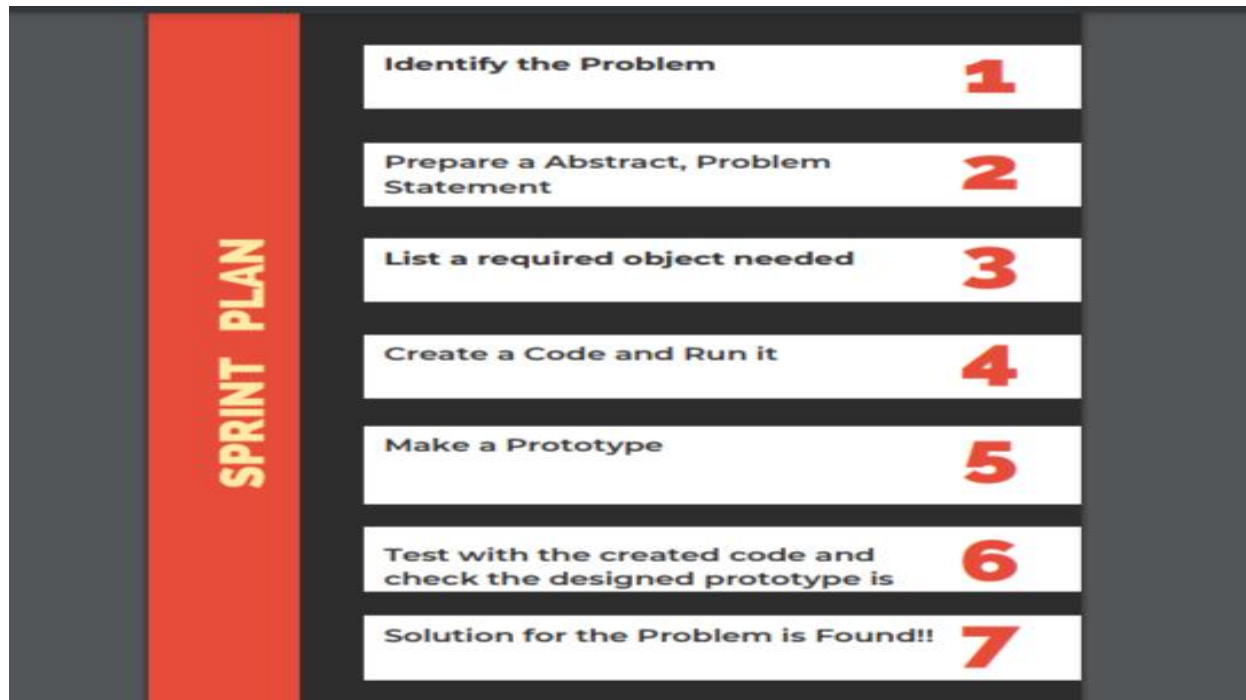 SPRINT PLAN
Identify the Problem
1
Prepare a Abstract, Problem
Statement
2
List a required object needed
3
Create a Code and Run it
4
Make a Prototype
5
Test with the created code and
check the designed prototype is
6
Solution for the Problem is Found!!
7